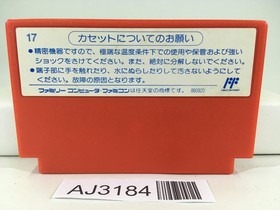 17
カセットについてのお願い
●精密機器ですので、極端な温度条件下での使用や保管および強い
ショックをさけてください。また、絶対に分解しないでください。
●端子部に手を触れたり、水にぬらしたりして汚さないようにして
ください。故障の原因となります。
ファミリーコンピュータ・ファミコンは任天堂の商標です。
AJ3184